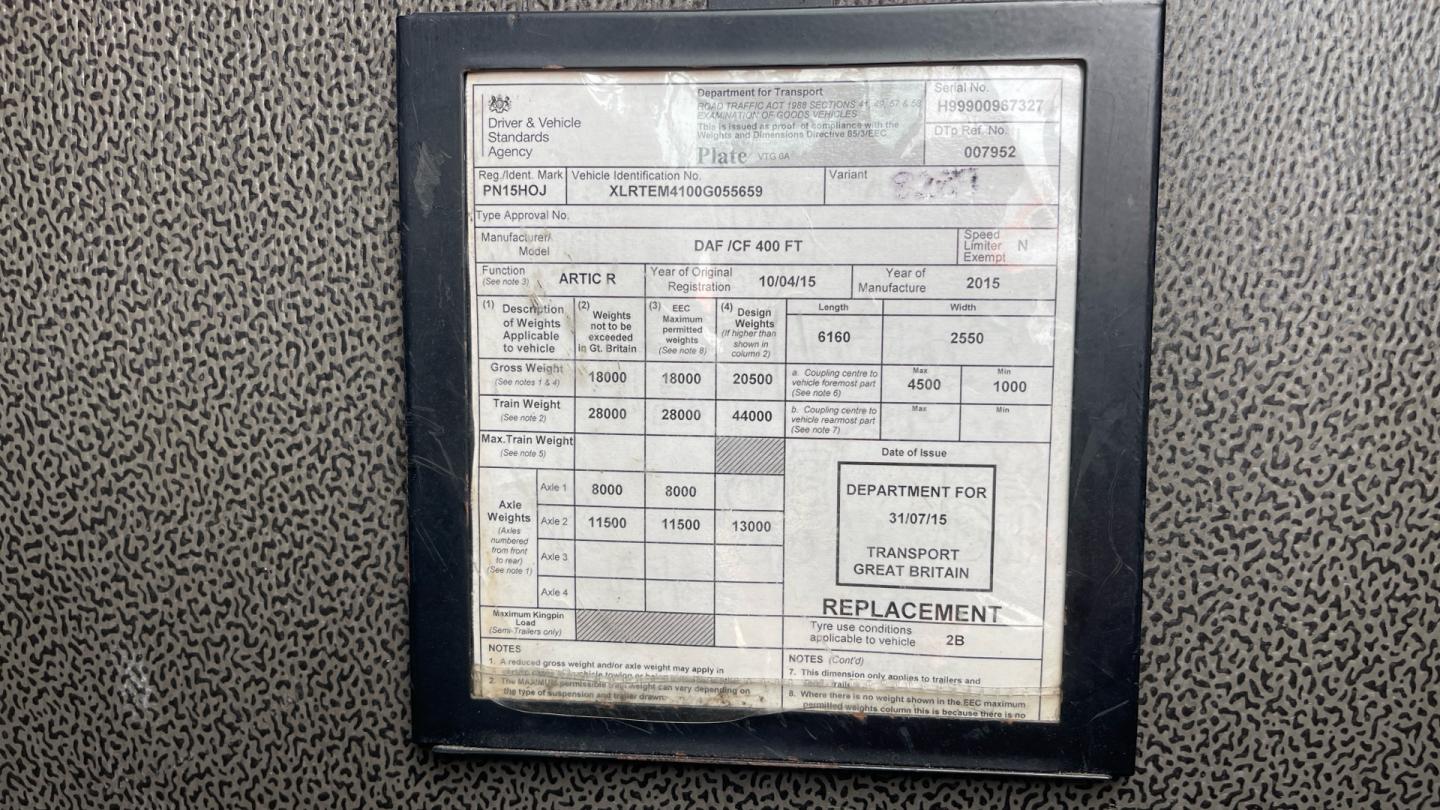 Driver & Vehicle
Standards
Agency
Department for Transport
ROAD TRAFFIC ACT 1988 SECTIONS 41, 49, 57 & 58
EXAMINATION OF GOODS VEHICLES
This is issued as proof of compliance with the
Weights and Dimensions Directive 85/3/EEC
Plate VTG 6A
Serial No.
H99900967327
DTp Ref. No.
007952
Reg./Ident. Mark
PN15HOJ
Vehicle Identification No.
XLRTEM4100G055659
Variant
Type Approval No.
Manufacturer/
Model
DAF /CF 400 FT
Speed
Limiter
Exempt
N
Function
(See note 3)
ARTIC R
Year of Original
Registration
10/04/15
Year of
Manufacture
2015
(1) Description
of Weights
Applicable
to vehicle
(2) Weights
not to be
exceeded
in Gt. Britain
(3) EEC
Maximum
permitted
weights
(See note 8)
(4) Design
Weights
(if higher than
shown in
column 2)
Length
6160
Width
2550
Gross Weight
(See notes 1 & 4)
18000
18000
20500
a. Coupling centre to
vehicle foremost part
(See note 6)
Max
4500
Min
1000
Train Weight
(See note 2)
28000
28000
44000
b. Coupling centre to
vehicle rearmost part
(See note 7)
Max
Min
Max.Train Weight
(See note 5)
Axle
Weights
(Axles
numbered
from front
to rear)
(See note 1)
Axle 1
8000
8000
Axle 2
11500
11500
13000
Axle 3
Axle 4
Maximum Kingpin
Load
(Semi-Trailers only)
Date of Issue
DEPARTMENT FOR
31/07/15
TRANSPORT
GREAT BRITAIN
REPLACEMENT
Tyre use conditions
applicable to vehicle
2B
NOTES
1. A reduced gross weight and/or axle weight may apply in
2. The MAXIMUM permissible train weight can vary depending on
the type of suspension and trailer drawn.
NOTES (Cont'd)
7. This dimension only applies to trailers and
8. Where there is no weight shown in the EEC maximum
permitted weights column this is because there is no